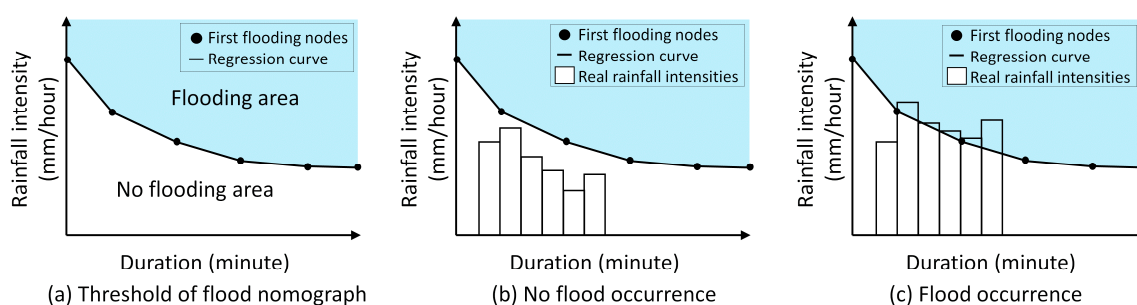 Rainfall intensity
(mm/hour)
First flooding nodes
Regression curve
Flooding area
No flooding area
Duration (minute)
(a) Threshold of flood nomograph
Rainfall intensity
(mm/hour)
First flooding nodes
Regression curve
Real rainfall intensities
Duration (minute)
(b) No flood occurrence
Rainfall intensity
(mm/hour)
First flooding nodes
Regression curve
Real rainfall intensities
Duration (minute)
(c) Flood occurrence